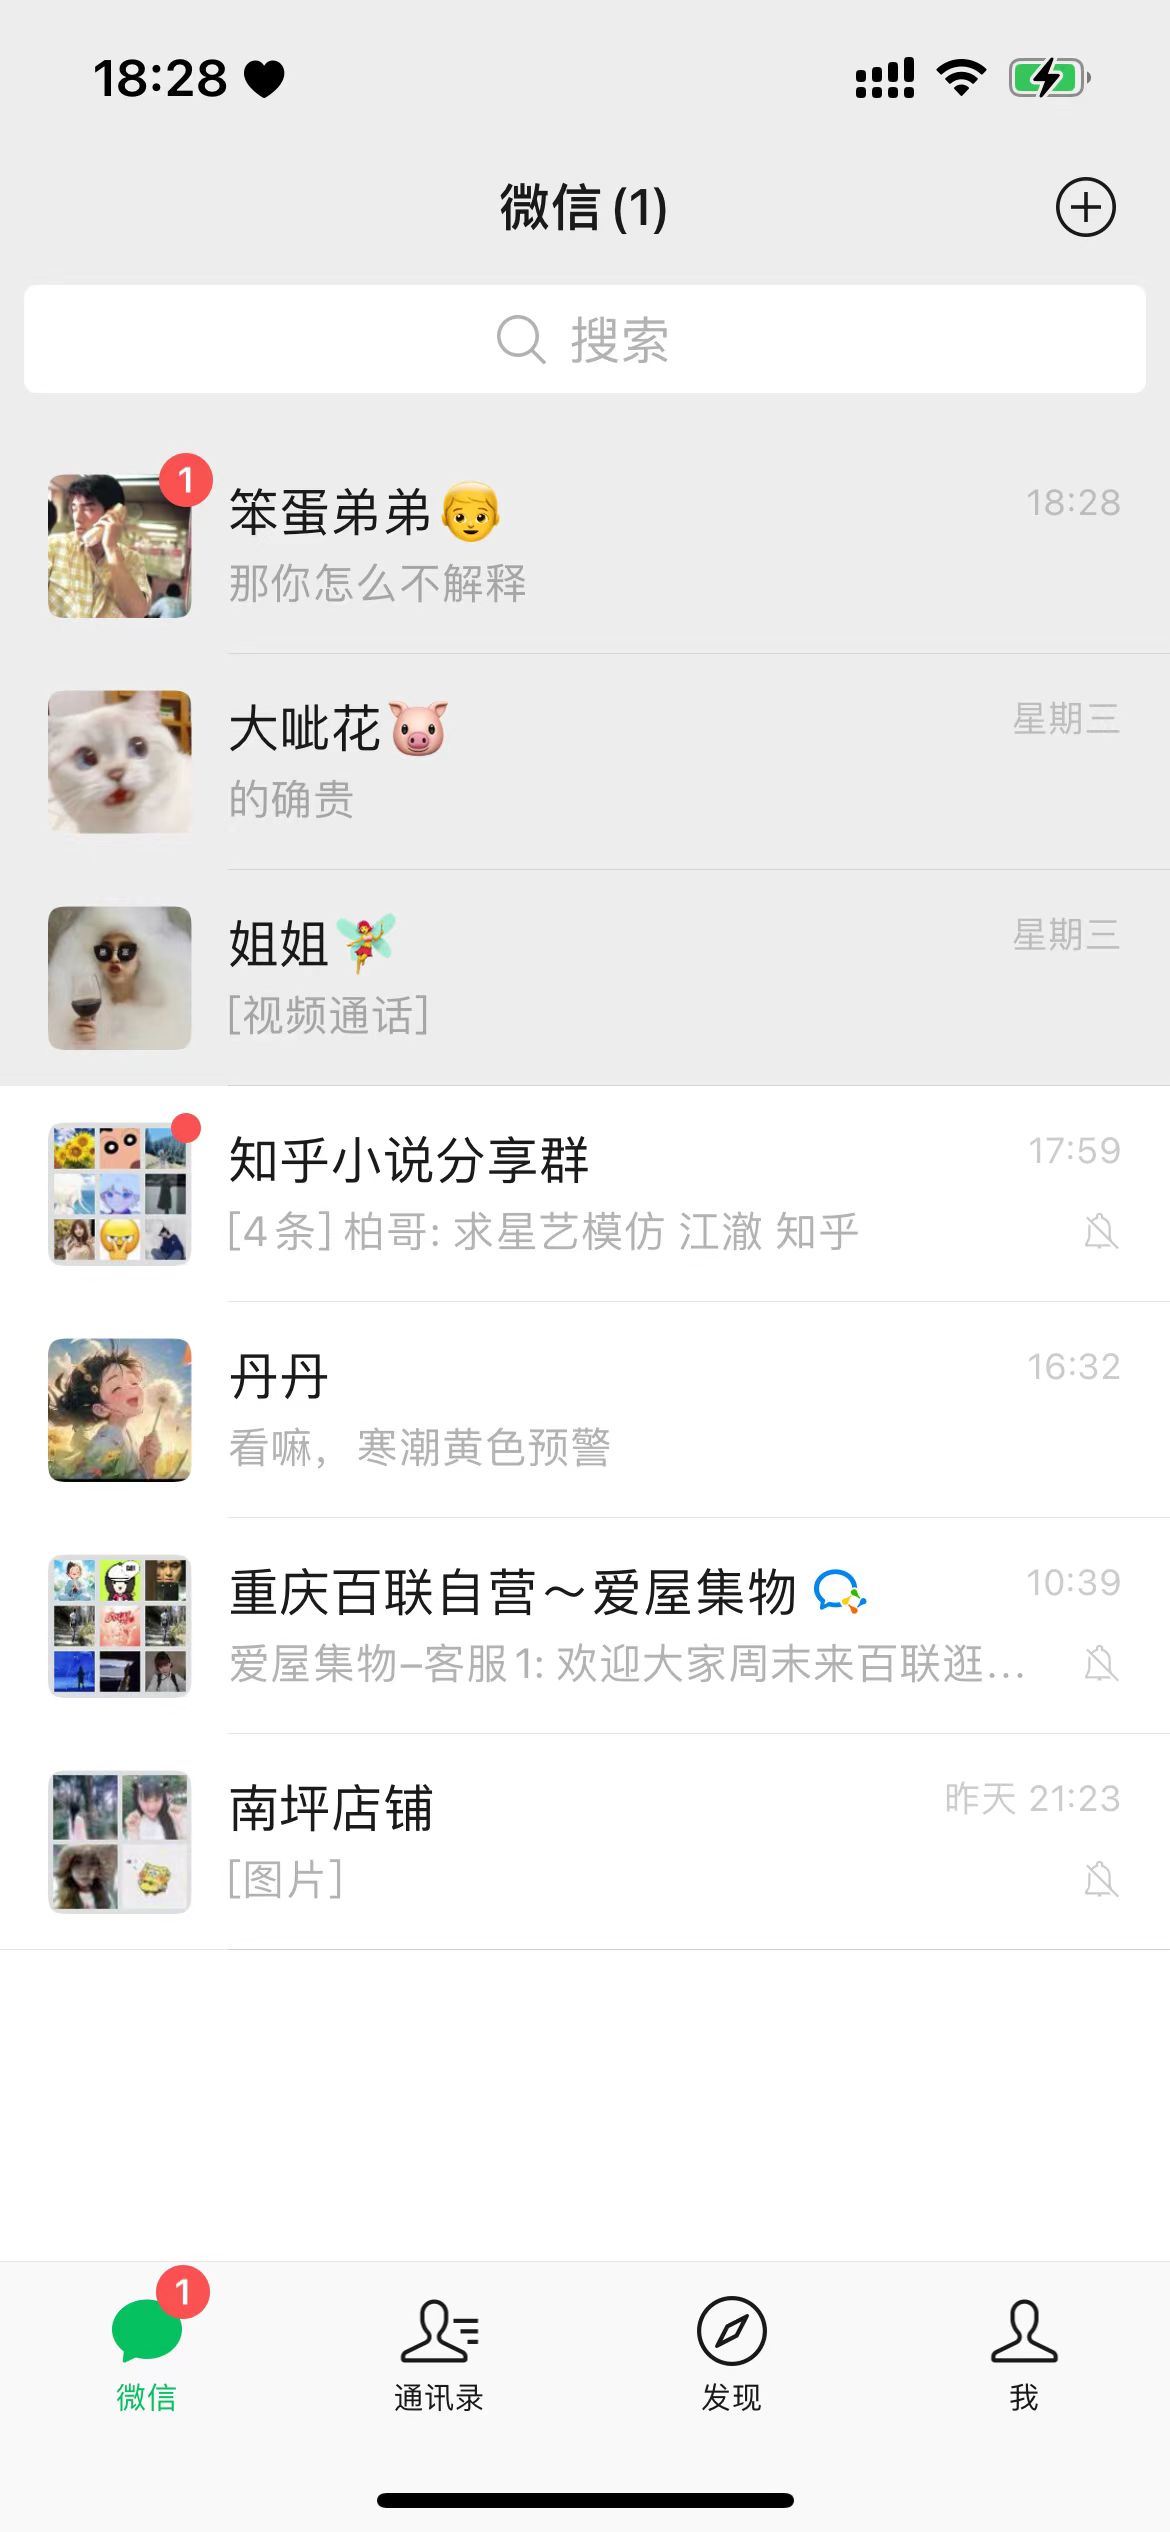 18:28
微信(1)
搜索
1
笨蛋弟弟👦
18:28
那你怎么不解释
大呲花🐷
星期三
的确贵
姐姐🧚‍♀️
星期三
[视频通话]
知乎小说分享群
17:59
[4条] 柏哥: 求星艺模仿 江澈 知乎
丹丹
16:32
看嘛，寒潮黄色预警
重庆百联自营～爱屋集物
10:39
爱屋集物–客服1: 欢迎大家周末来百联逛...
南坪店铺
昨天 21:23
[图片]
1
微信
通讯录
发现
我